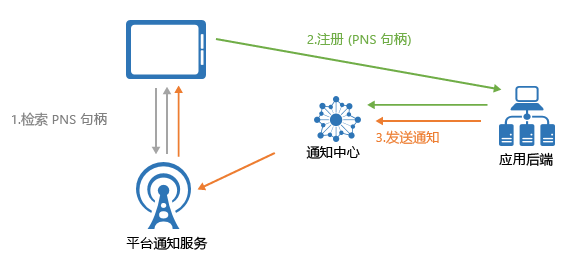 2.注册 (PNS 句柄)
1.检索 PNS 句柄
3.发送通知
通知中心
应用后端
平台通知服务